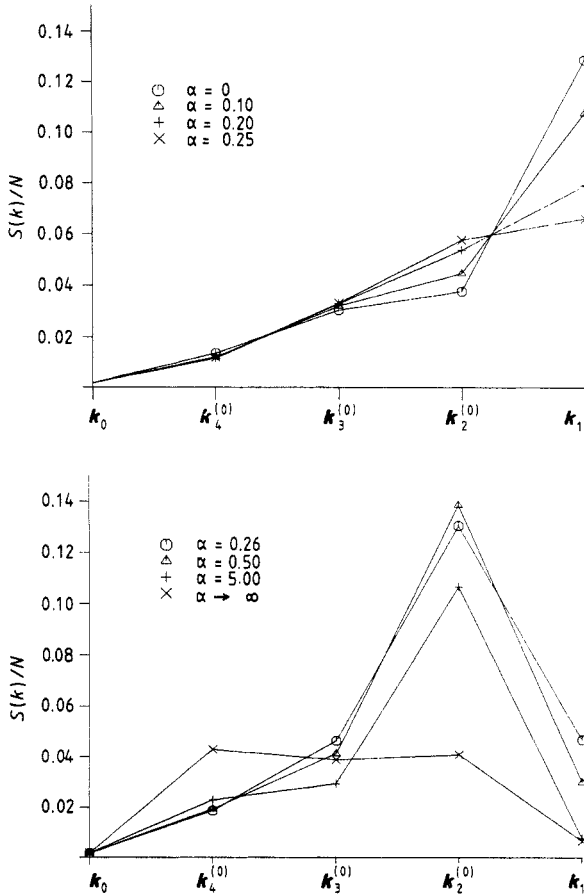 0.14
0.12
0.10
0.08
0.06
0.04
0.02
S(k)/N
α = 0
α = 0.10
α = 0.20
α = 0.25
k₀ k₄⁽⁰⁾ k₃⁽⁰⁾ k₂⁽⁰⁾ k₁
0.14
0.12
0.10
0.08
0.06
0.04
0.02
S(k)/N
α = 0.26
α = 0.50
α = 5.00
α → ∞
k₀ k₄⁽⁰⁾ k₃⁽⁰⁾ k₂⁽⁰⁾ k₁